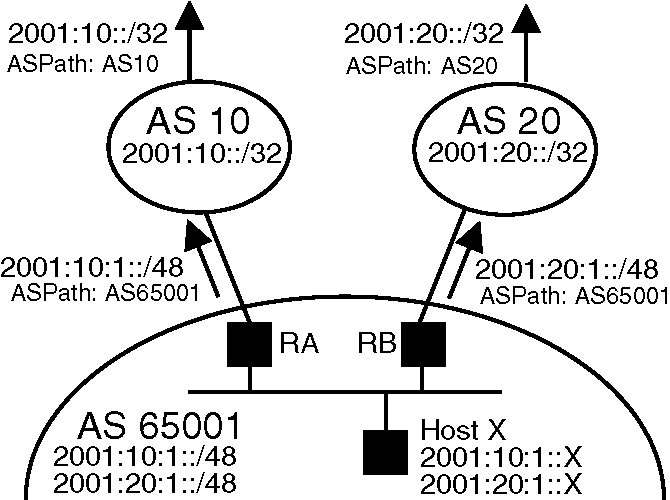 2001:10::/32
ASPath: AS10
2001:20::/32
ASPath: AS20
AS 10
2001:10::/32
AS 20
2001:20::/32
2001:10:1::/48
ASPath: AS65001
2001:20:1::/48
ASPath: AS65001
RA
RB
AS 65001
2001:10:1::/48
2001:20:1::/48
Host X
2001:10:1::X
2001:20:1::X